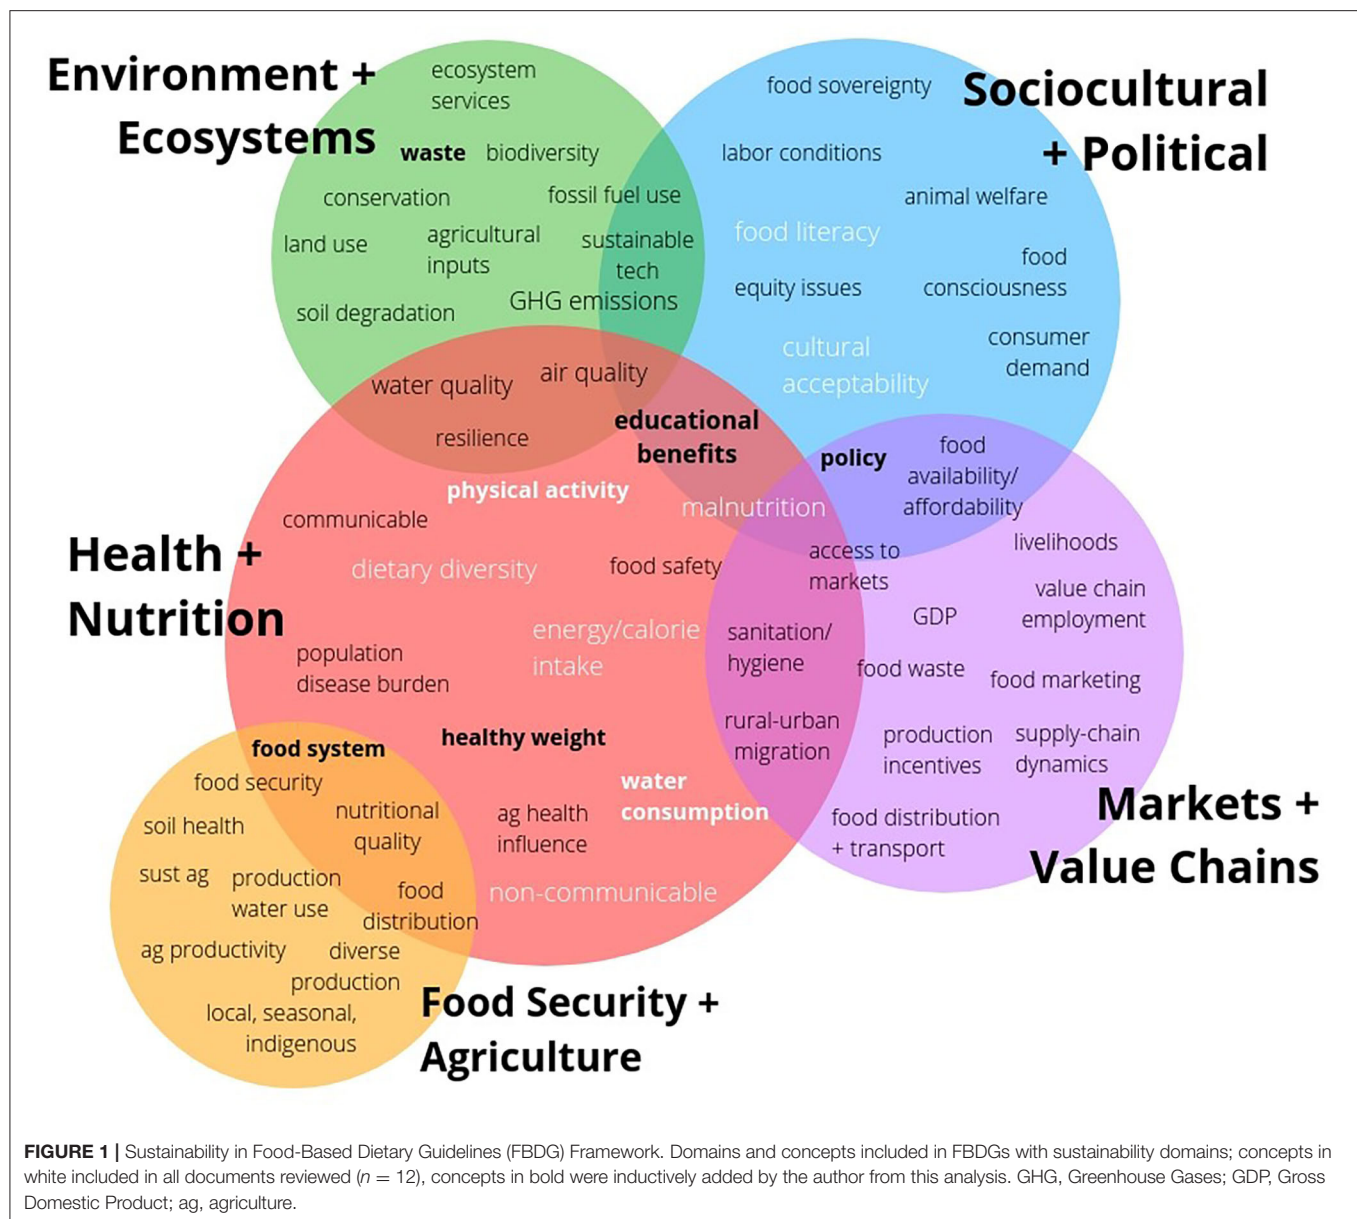 Environment +
Ecosystems
ecosystem
services
waste
biodiversity
conservation
fossil fuel use
land use
agricultural
inputs
sustainable
tech
soil degradation
GHG emissions
Sociocultural
+ Political
food sovereignty
labor conditions
animal welfare
food literacy
food
consciousness
equity issues
cultural
acceptability
consumer
demand
water quality
air quality
resilience
educational
benefits
policy
food
availability/
affordability
Health +
Nutrition
physical activity
malnutrition
communicable
dietary diversity
food safety
energy/calorie
intake
population
disease burden
healthy weight
water
consumption
ag health
influence
non-communicable
access to
markets
sanitation/
hygiene
rural-urban
migration
livelihoods
value chain
employment
GDP
food waste
food marketing
production
incentives
supply-chain
dynamics
food distribution
+ transport
Markets +
Value Chains
food system
food security
nutritional
quality
soil health
sust ag
production
water use
food
distribution
ag productivity
diverse
production
local, seasonal,
indigenous
Food Security +
Agriculture
FIGURE 1 | Sustainability in Food-Based Dietary Guidelines (FBDG) Framework. Domains and concepts included in FBDGs with sustainability domains; concepts in
white included in all documents reviewed (n = 12), concepts in bold were inductively added by the author from this analysis. GHG, Greenhouse Gases; GDP, Gross
Domestic Product; ag, agriculture.